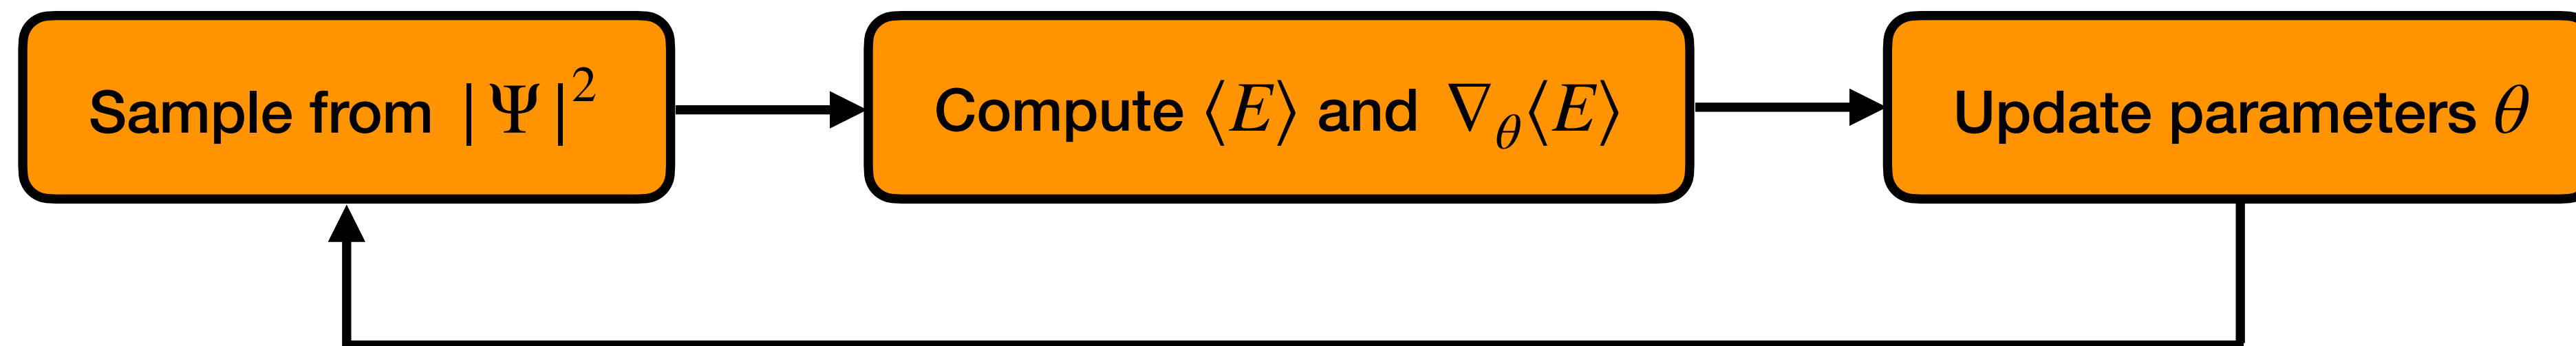 Sample from |Ψ|²
Compute ⟨E⟩ and ∇θ⟨E⟩
Update parameters θ